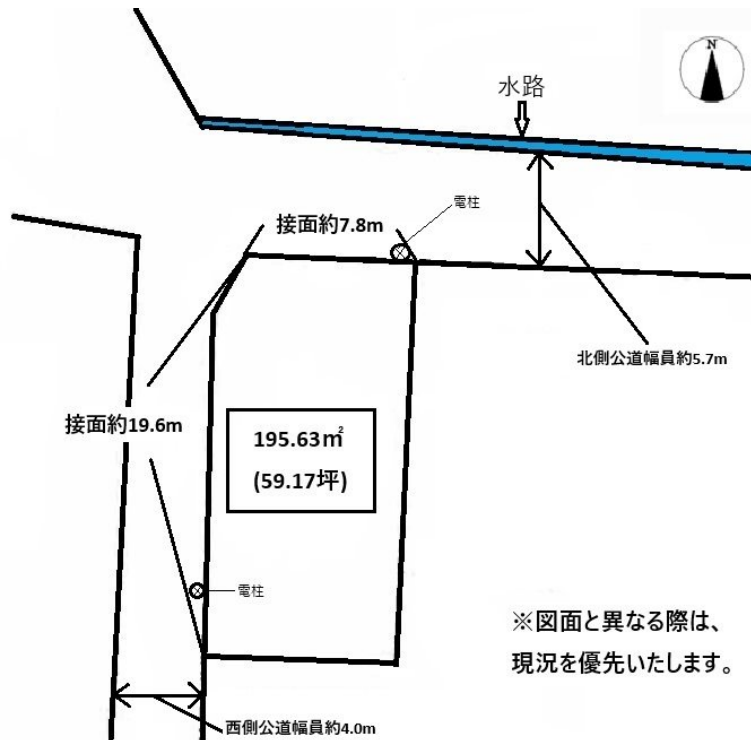 N
水路
電柱
接面約7.8m
北側公道幅員約5.7m
接面約19.6m
195.63㎡
(59.17坪)
電柱
※図面と異なる際は、
現況を優先いたします。
西側公道幅員約4.0m